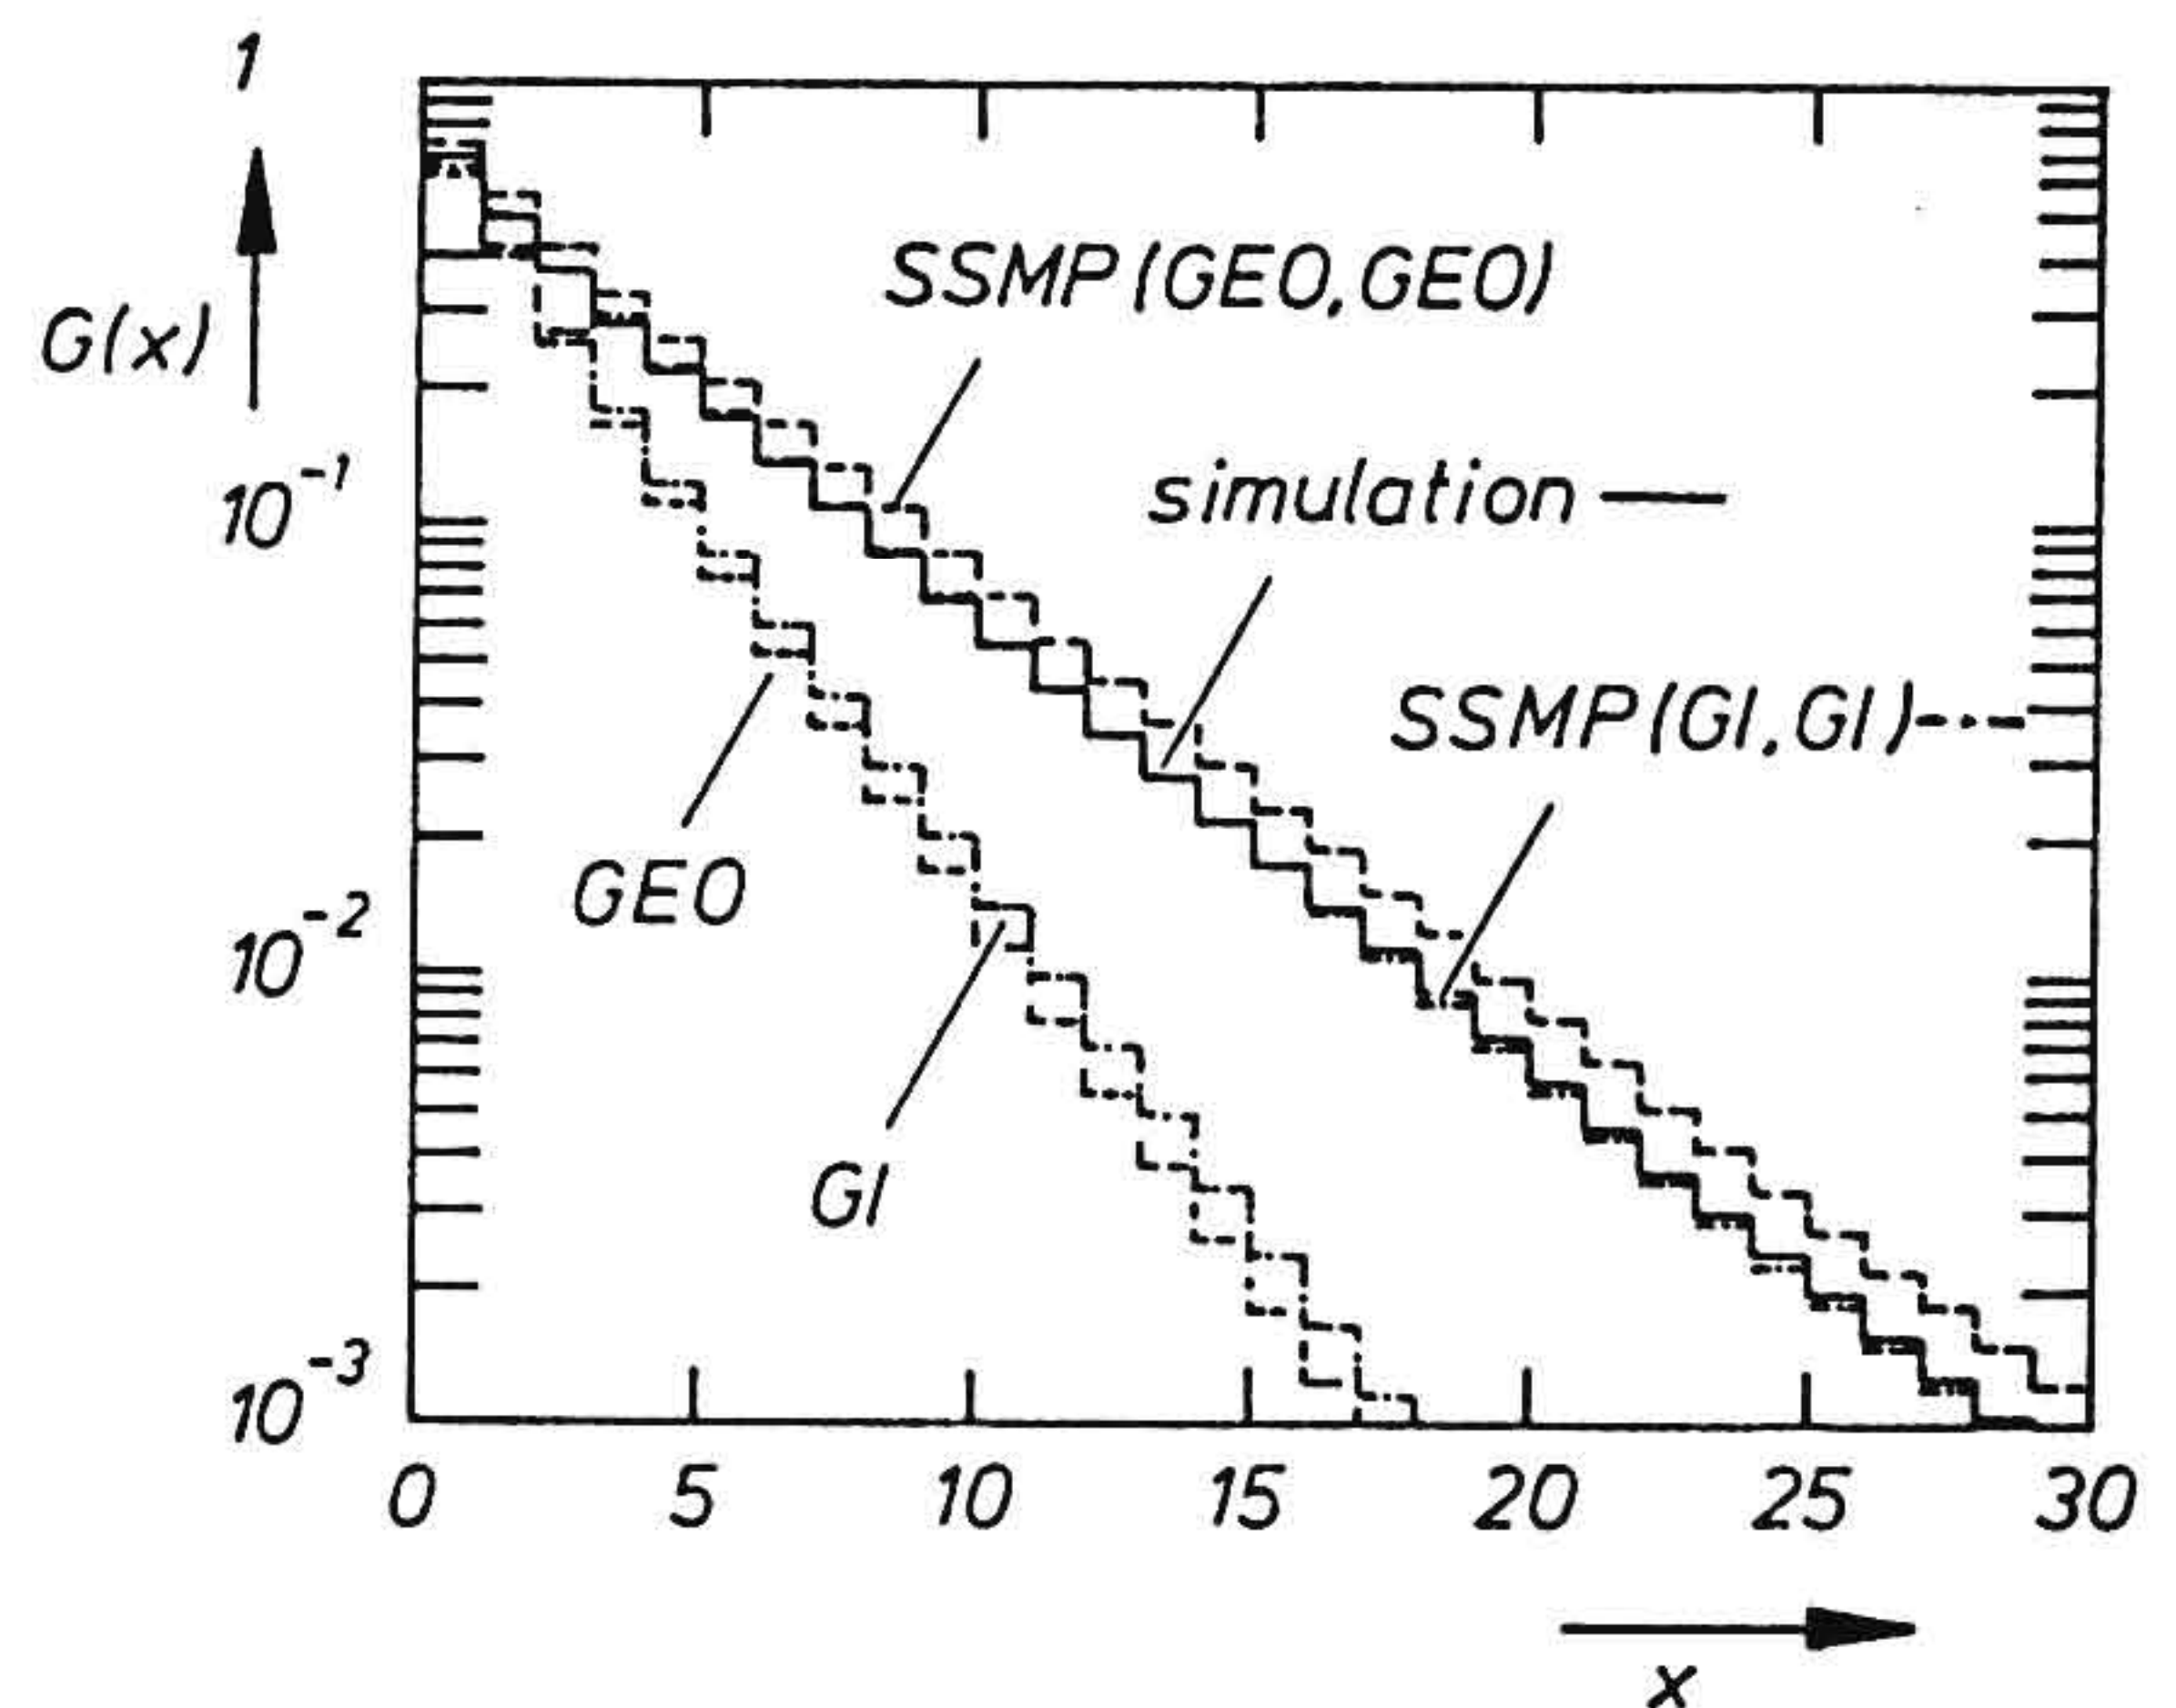 1
G(x)
SSMP(GEO,GEO)
simulation
10^-1
SSMP(GI,GI)
GEO
10^-2
GI
10^-3
0 5 10 15 20 25 30
x